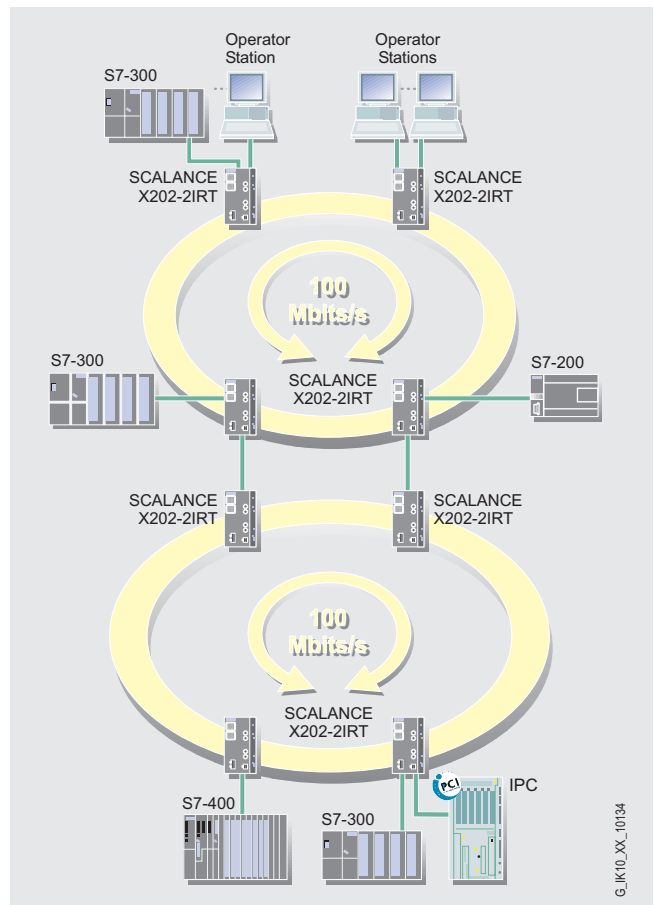 Operator
Station
Operator
Stations
S7-300
SCALANCE
X202-2IRT
SCALANCE
X202-2IRT
100
Mbits/s
S7-300
SCALANCE
X202-2IRT
S7-200
SCALANCE
X202-2IRT
SCALANCE
X202-2IRT
100
Mbits/s
SCALANCE
X202-2IRT
PCI
IPC
S7-400
S7-300
G_IK10_XX_10134